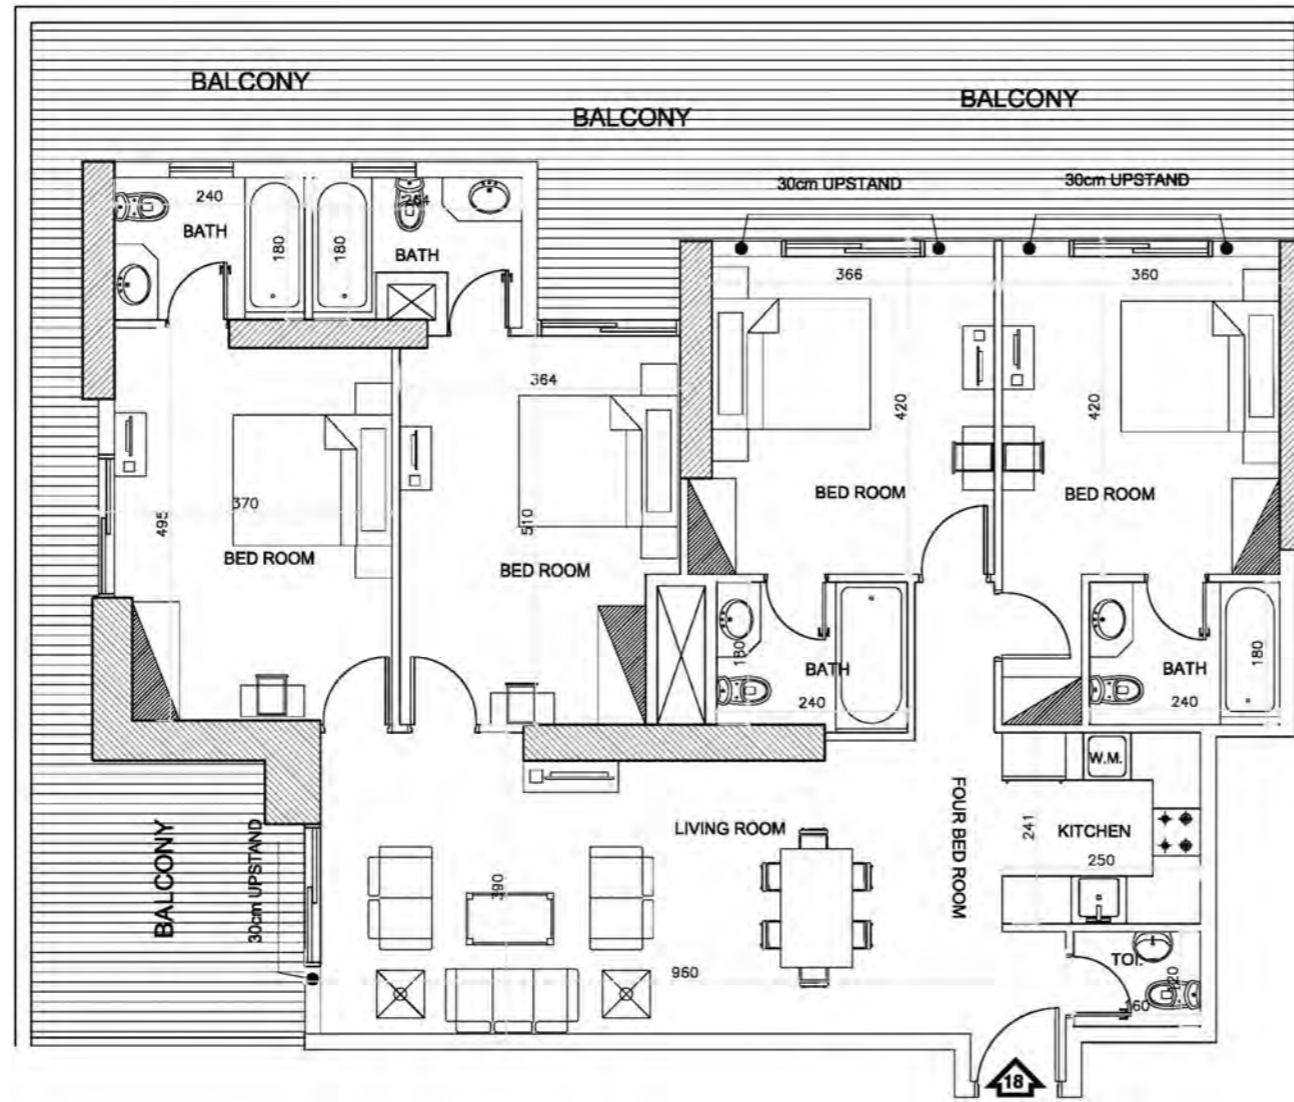 BALCONY
BALCONY
BALCONY
30cm UPSTAND
30cm UPSTAND
240
BATH
180
180
264
BATH
366
360
364
420
420
BED ROOM
BED ROOM
370
495
510
BED ROOM
BED ROOM
180
BATH
240
BATH
180
240
W.M.
LIVING ROOM
FOUR BED ROOM
241
KITCHEN
250
BALCONY
30cm UPSTAND
390
960
TOI.
120
160
18